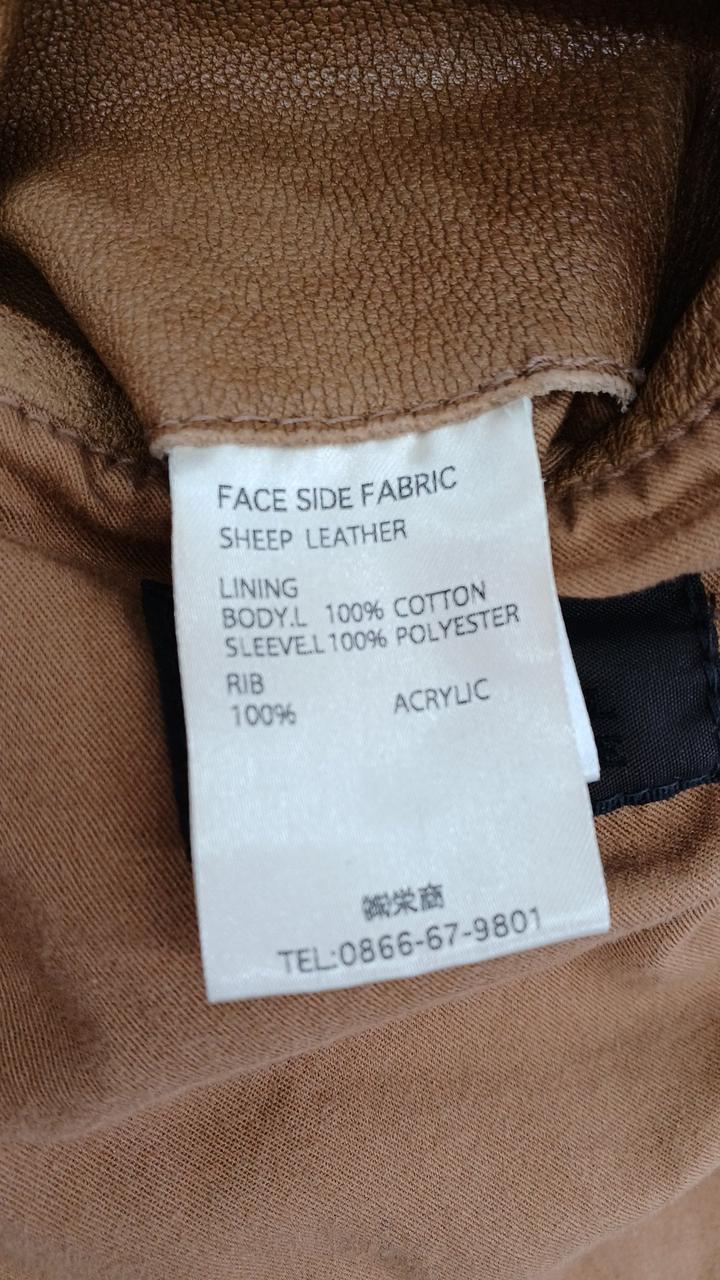 FACE SIDE FABRIC
SHEEP LEATHER
LINING
BODY.L 100% COTTON
SLEEVE.L 100% POLYESTER
RIB
100% ACRYLIC
㈱栄商
TEL:0866-67-9801